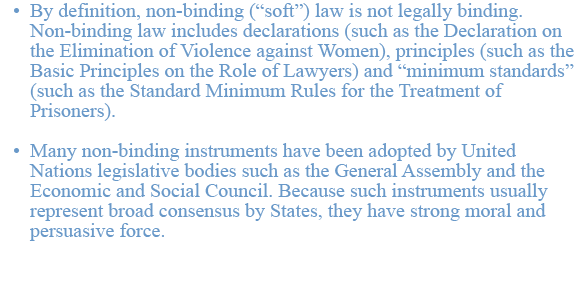 • By definition, non-binding (“soft”) law is not legally binding.
Non-binding law includes declarations (such as the Declaration on
the Elimination of Violence against Women), principles (such as the
Basic Principles on the Role of Lawyers) and “minimum standards”
(such as the Standard Minimum Rules for the Treatment of
Prisoners).
• Many non-binding instruments have been adopted by United
Nations legislative bodies such as the General Assembly and the
Economic and Social Council. Because such instruments usually
represent broad consensus by States, they have strong moral and
persuasive force.